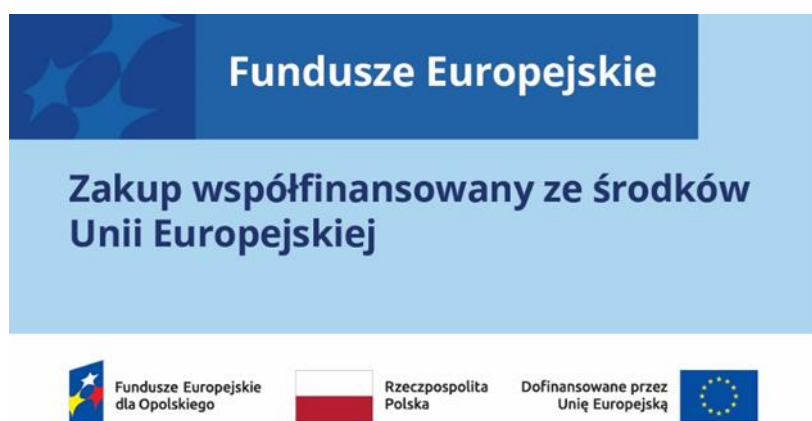 Fundusze Europejskie
Zakup współfinansowany ze środków
Unii Europejskiej
Fundusze Europejskie
dla Opolskiego
Rzeczpospolita
Polska
Dofinansowane przez
Unię Europejską